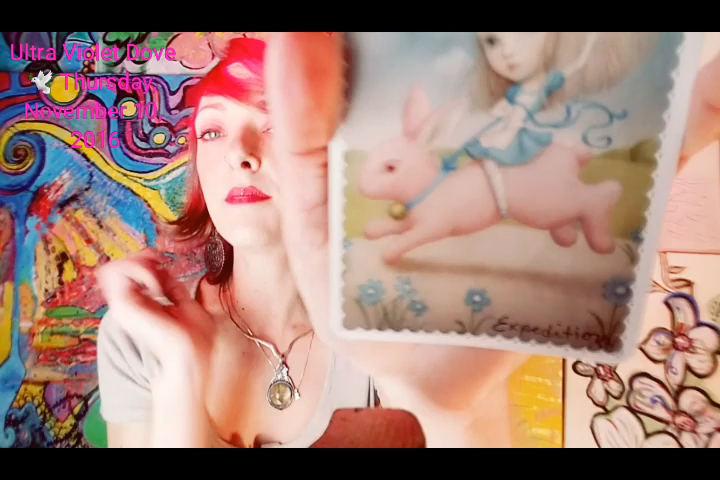 Ultra Violet Dove
🕊 Thursday
November 10,
2016
Expedition